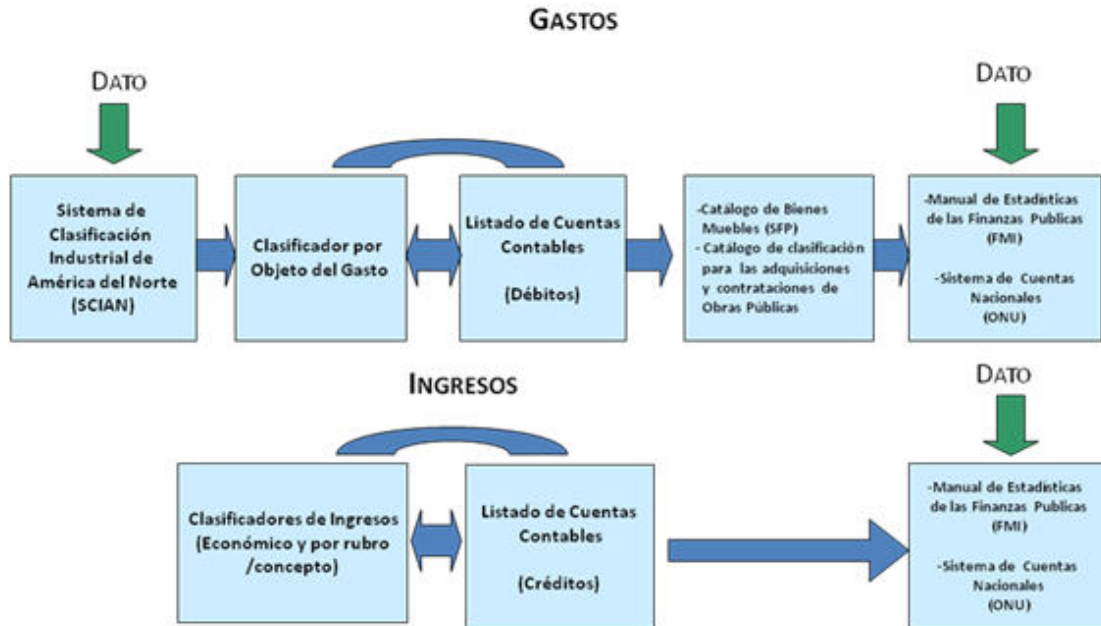 GASTOS
DATO
DATO
Sistema de
Clasificación
Industrial de
América del Norte
(SCIAN)
Clasificador por
Objeto del Gasto
Listado de Cuentas
Contables
(Débitos)
-Catálogo de Bienes
Muebles (SFP)
- Catálogo de clasificación
para las adquisiciones
y contrataciones de
Obras Públicas
-Manual de Estadísticas
de las Finanzas Publicas
(FMI)
-Sistema de Cuentas
Nacionales
(ONU)
INGRESOS
DATO
Clasificadores de Ingresos
(Económico y por rubro
/concepto)
Listado de Cuentas
Contables
(Créditos)
-Manual de Estadísticas
de las Finanzas Publica
(FMI)
-Sistema de Cuentas
Nacionales
(ONU)